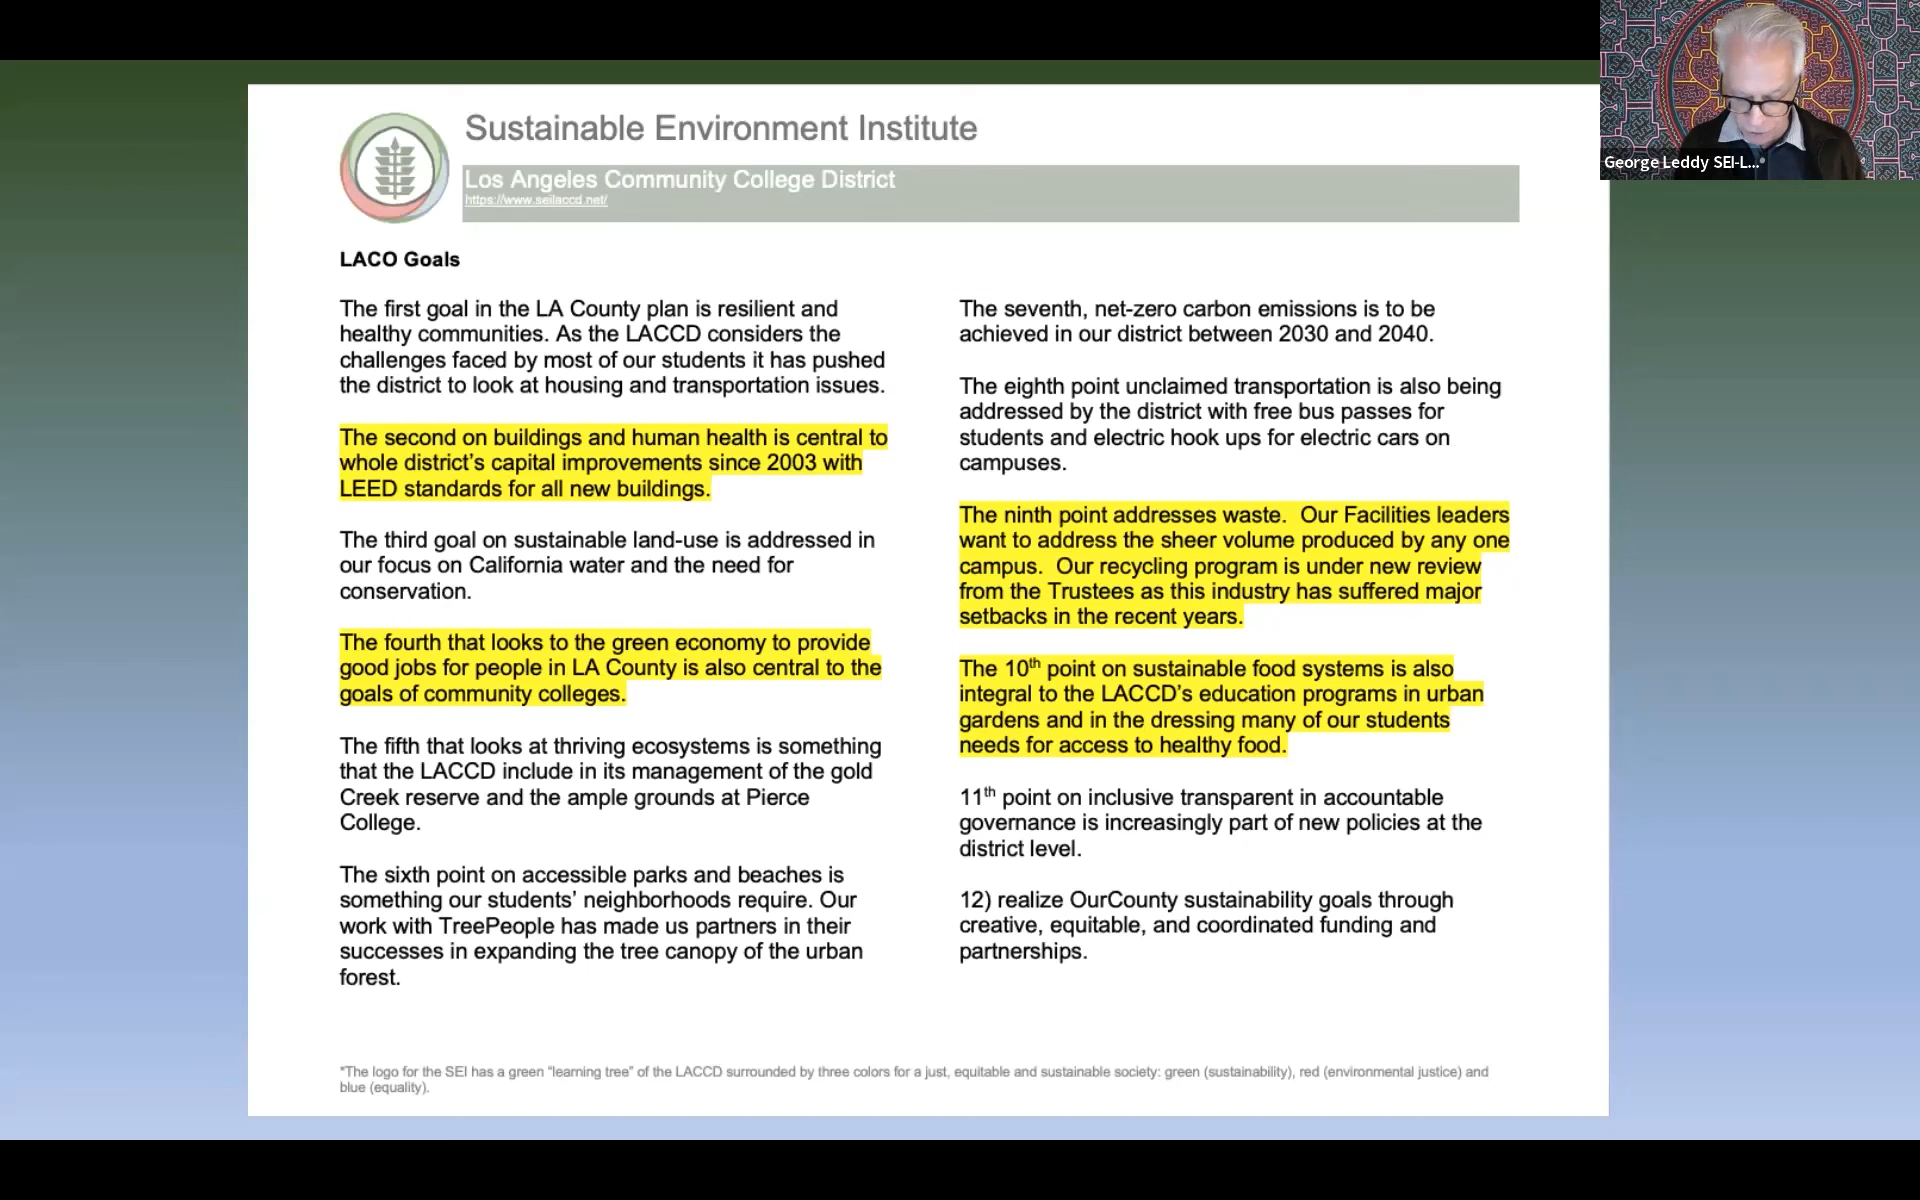 Sustainable Environment Institute
Los Angeles Community College District
https://www.seilaccd.net/
LACO Goals
The first goal in the LA County plan is resilient and
healthy communities. As the LACCD considers the
challenges faced by most of our students it has pushed
the district to look at housing and transportation issues.
The second on buildings and human health is central to
whole district's capital improvements since 2003 with
LEED standards for all new buildings.
The third goal on sustainable land-use is addressed in
our focus on California water and the need for
conservation.
The fourth that looks to the green economy to provide
good jobs for people in LA County is also central to the
goals of community colleges.
The fifth that looks at thriving ecosystems is something
that the LACCD include in its management of the gold
Creek reserve and the ample grounds at Pierce
College.
The sixth point on accessible parks and beaches is
something our students' neighborhoods require. Our
work with TreePeople has made us partners in their
successes in expanding the tree canopy of the urban
forest.
The seventh, net-zero carbon emissions is to be
achieved in our district between 2030 and 2040.
The eighth point unclaimed transportation is also being
addressed by the district with free bus passes for
students and electric hook ups for electric cars on
campuses.
The ninth point addresses waste.  Our Facilities leaders
want to address the sheer volume produced by any one
campus.  Our recycling program is under new review
from the Trustees as this industry has suffered major
setbacks in the recent years.
The 10th point on sustainable food systems is also
integral to the LACCD's education programs in urban
gardens and in the dressing many of our students
needs for access to healthy food.
11th point on inclusive transparent in accountable
governance is increasingly part of new policies at the
district level.
12) realize OurCounty sustainability goals through
creative, equitable, and coordinated funding and
partnerships.
*The logo for the SEI has a green “learning tree” of the LACCD surrounded by three colors for a just, equitable and sustainable society: green (sustainability), red (environmental justice) and
blue (equality).
George Leddy SEI-L...